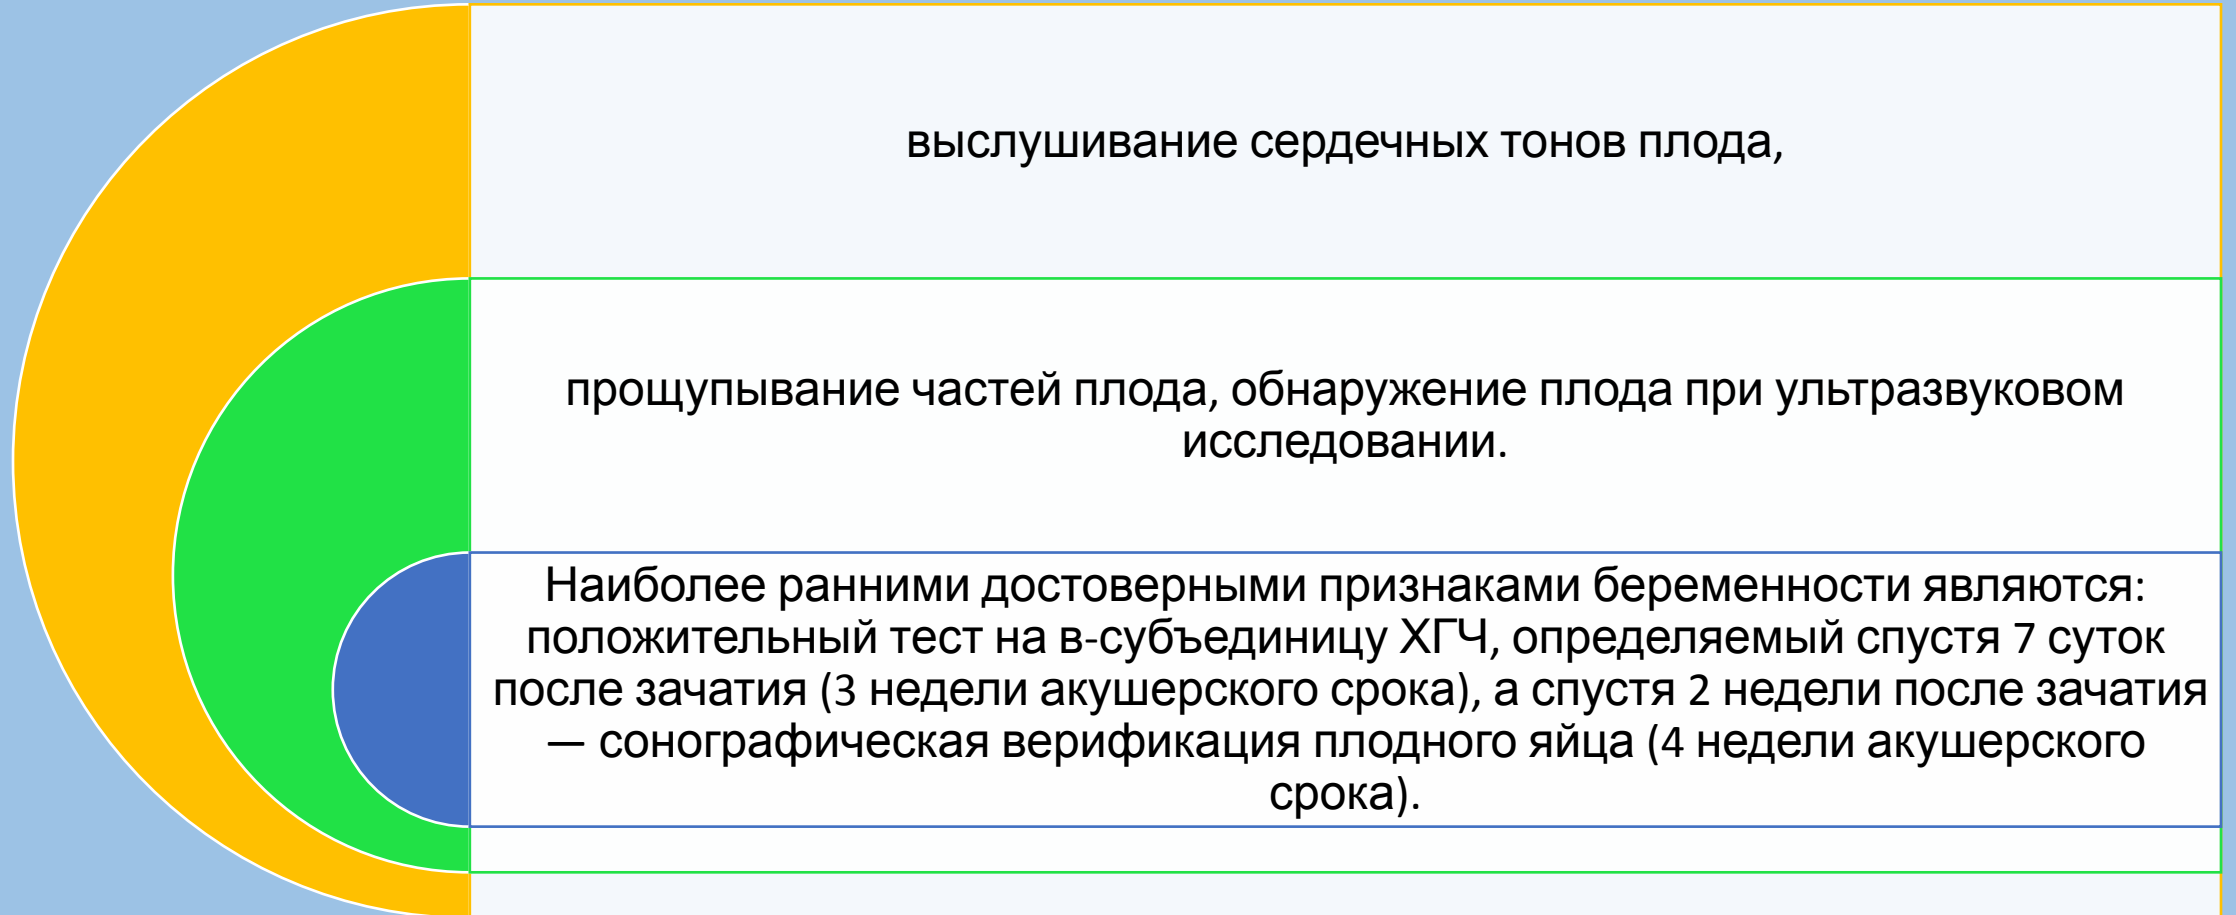 выслушивание сердечных тонов плода,
прощупывание частей плода, обнаружение плода при ультразвуковом
исследовании.
Наиболее ранними достоверными признаками беременности являются:
положительный тест на в-субъединицу ХГЧ, определяемый спустя 7 суток
после зачатия (3 недели акушерского срока), а спустя 2 недели после зачатия
— сонографическая верификация плодного яйца (4 недели акушерского
срока).